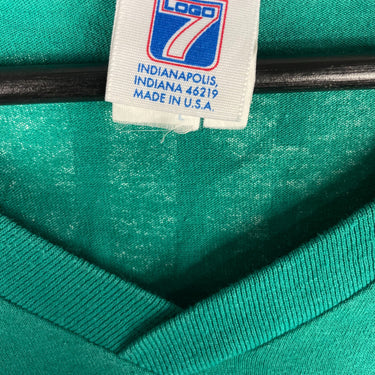 LOGO
7
INDIANAPOLIS,
INDIANA 46219
MADE IN U.S.A.